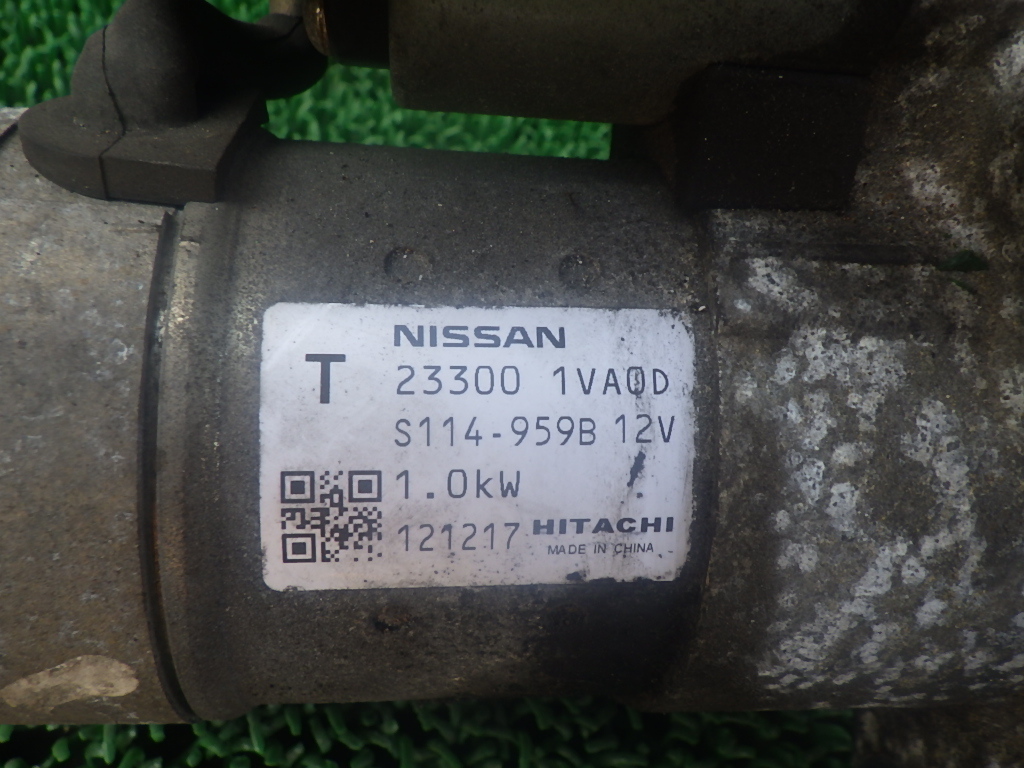 NISSAN
T 23300 1VA0D
S114-959B 12V
1.0kW
121217 HITACHI
MADE IN CHINA